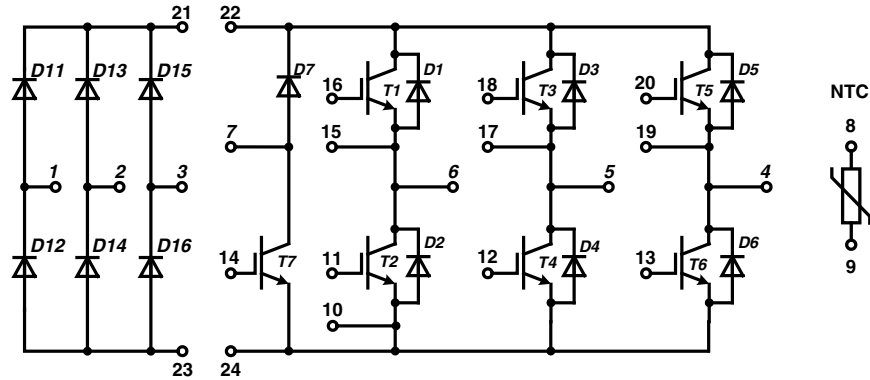 21 22
D11 D13 D15 D7 D1 D3 D5
16 T1 18 T3 20 T5
NTC
7 15 17 19 8
1 2 3 6 5 4
D12 D14 D16 D2 D4 D6
14 T7 11 T2 12 T4 13 T6
9
10
23 24